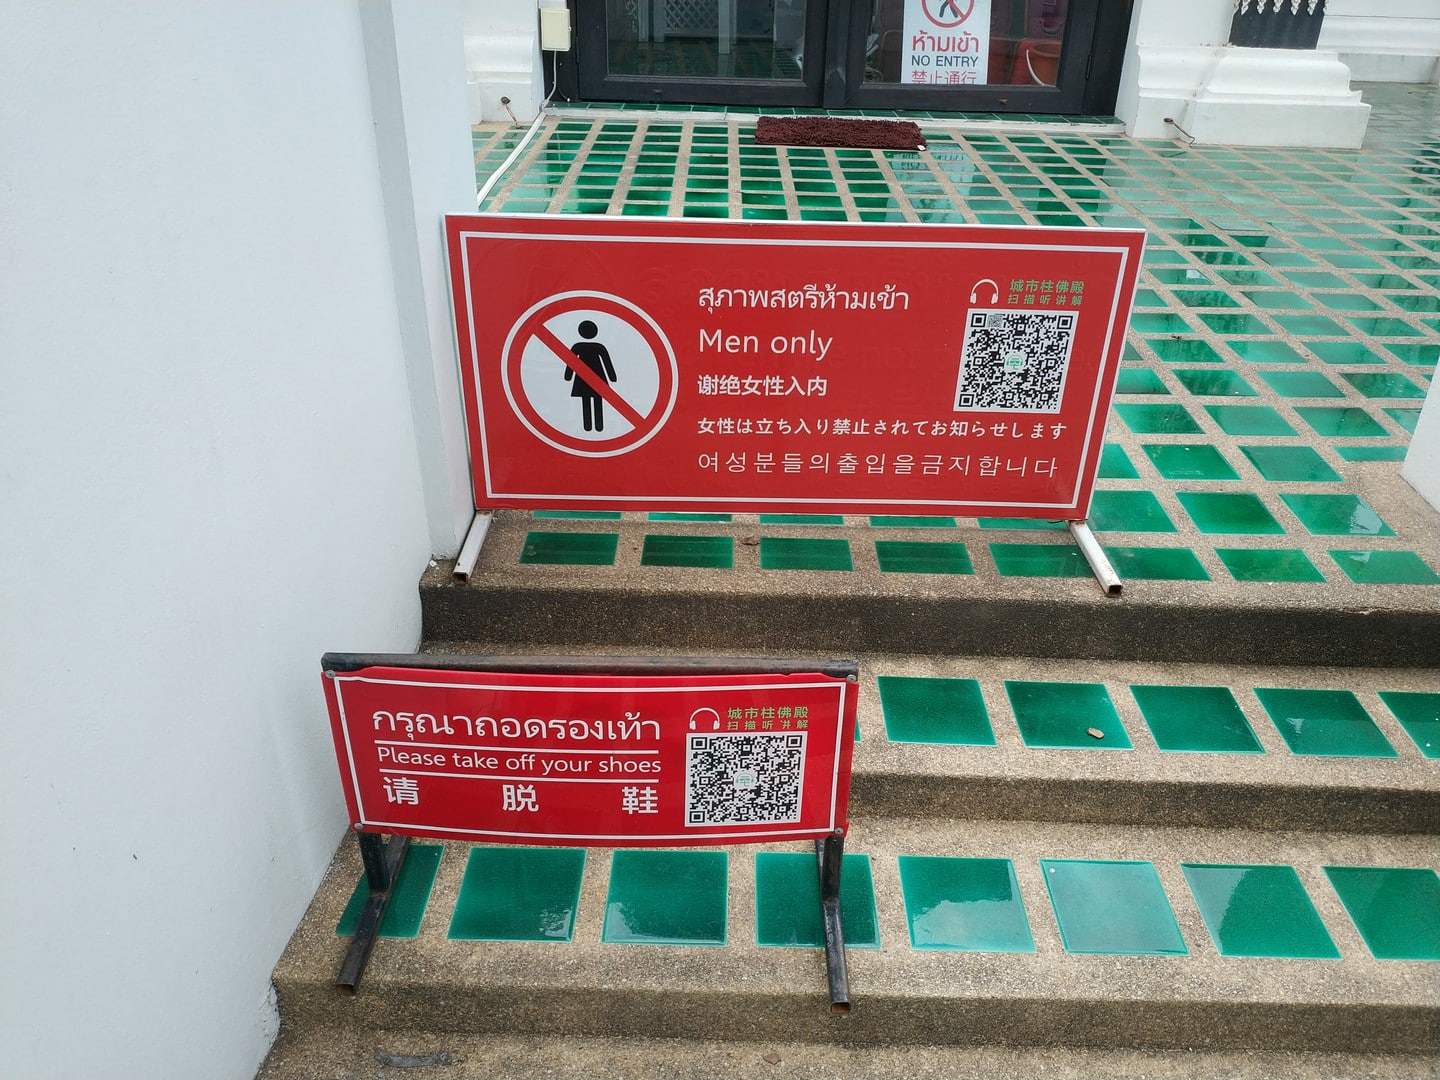 ห้ามเข้า
NO ENTRY
禁止通行
สุภาพสตรีห้ามเข้า
Men only
谢绝女性入内
女性は立ち入り禁止されてお知らせします
여성분들의출입을금지합니다
城市柱佛殿
扫描听讲解
กรุณาถอดรองเท้า
Please take off your shoes
请脱鞋
城市柱佛殿
扫描听讲解